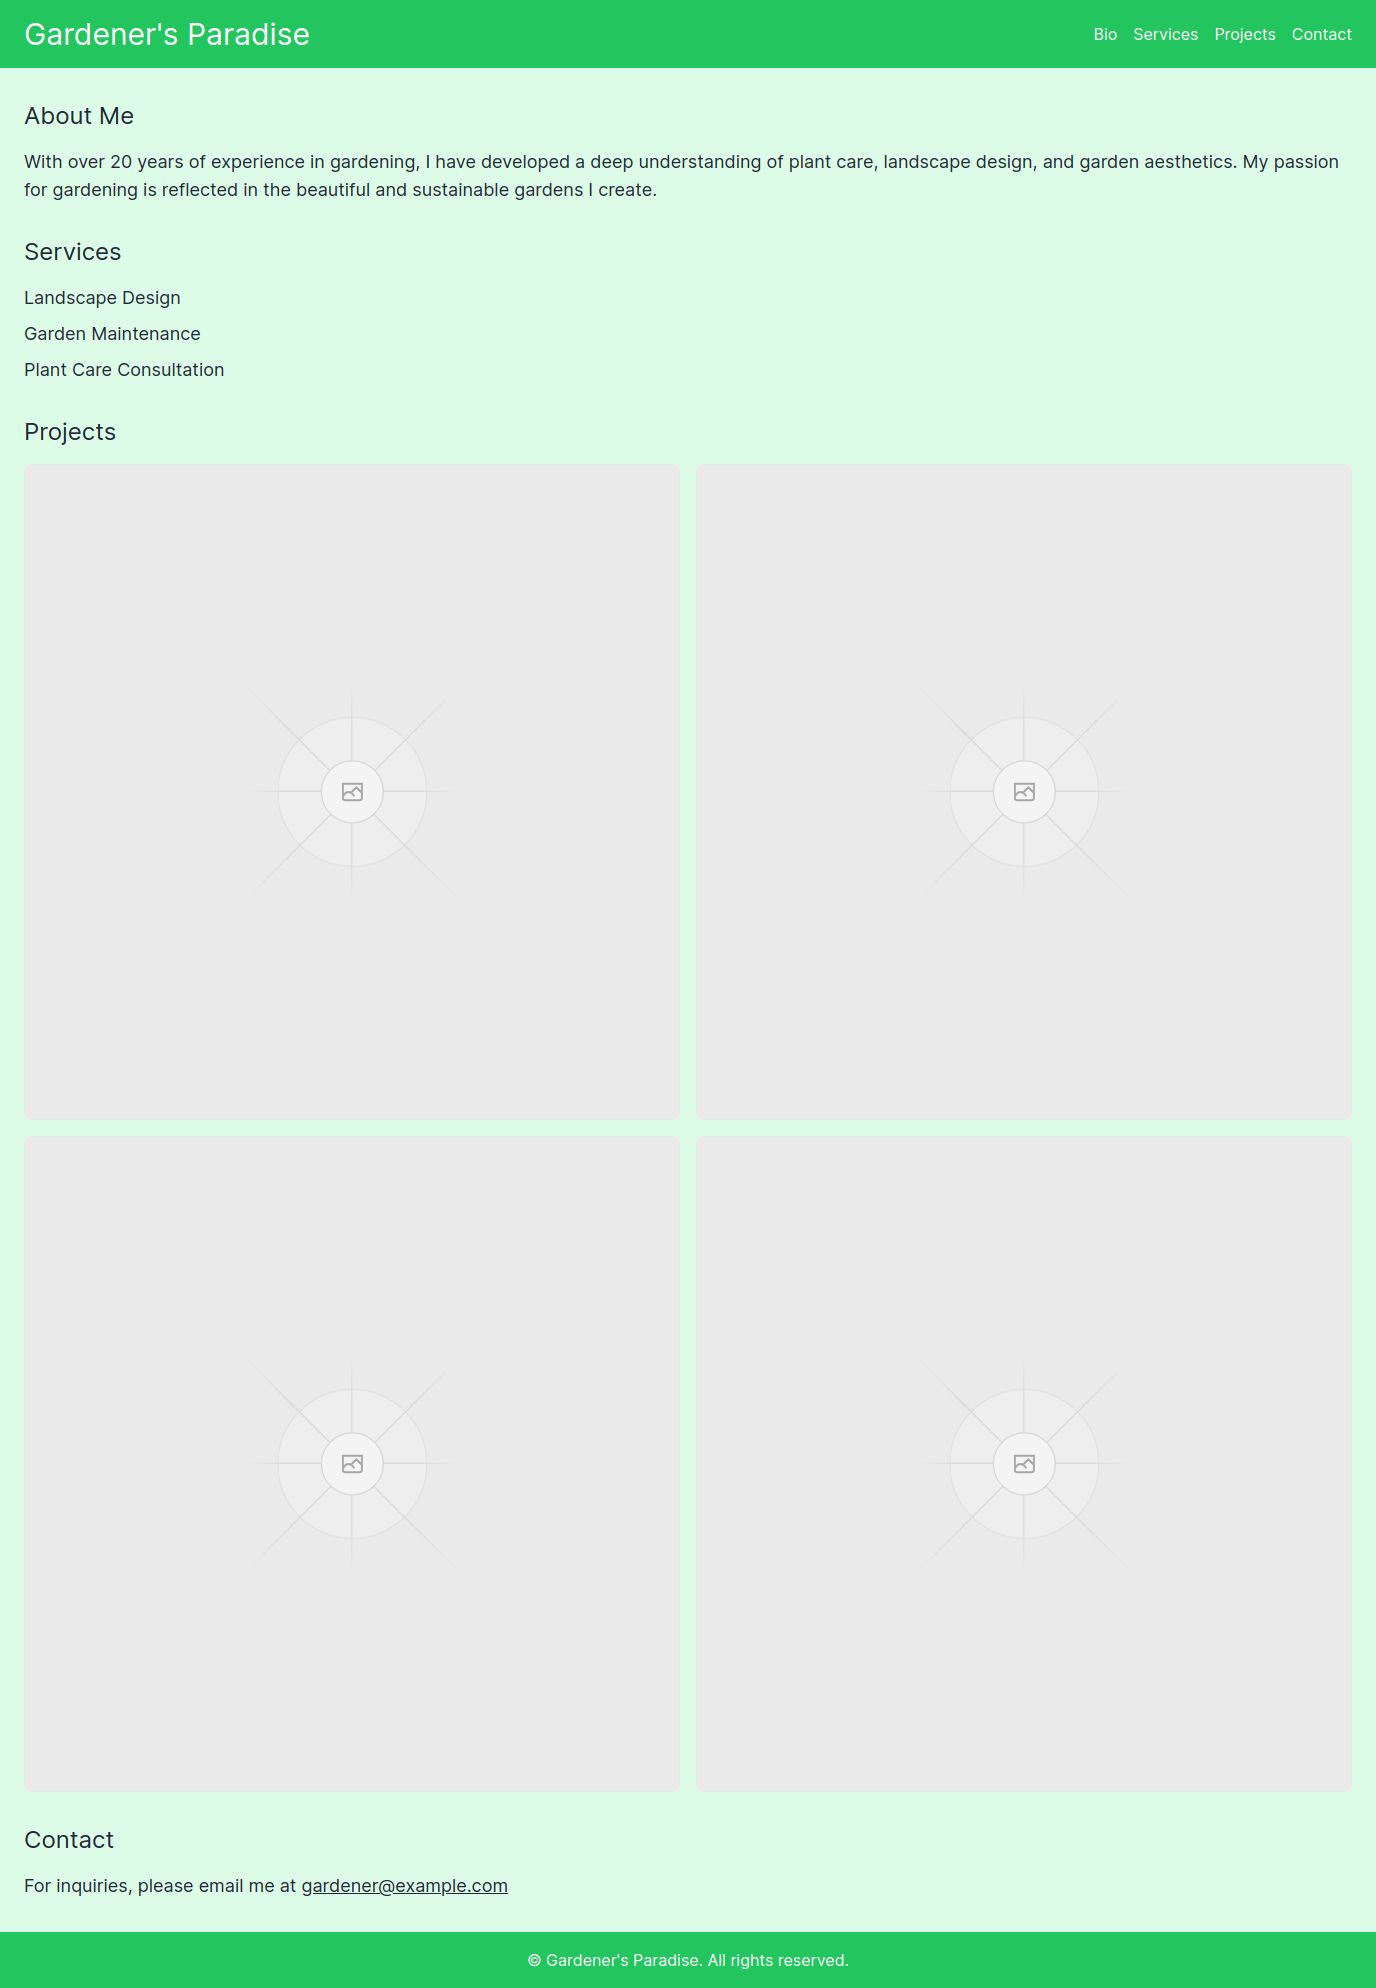 Gardener's Paradise
Bio Services Projects Contact
About Me
With over 20 years of experience in gardening, I have developed a deep understanding of plant care, landscape design, and garden aesthetics. My passion
for gardening is reflected in the beautiful and sustainable gardens I create.
Services
Landscape Design
Garden Maintenance
Plant Care Consultation
Projects
Contact
For inquiries, please email me at gardener@example.com
© Gardener's Paradise. All rights reserved.